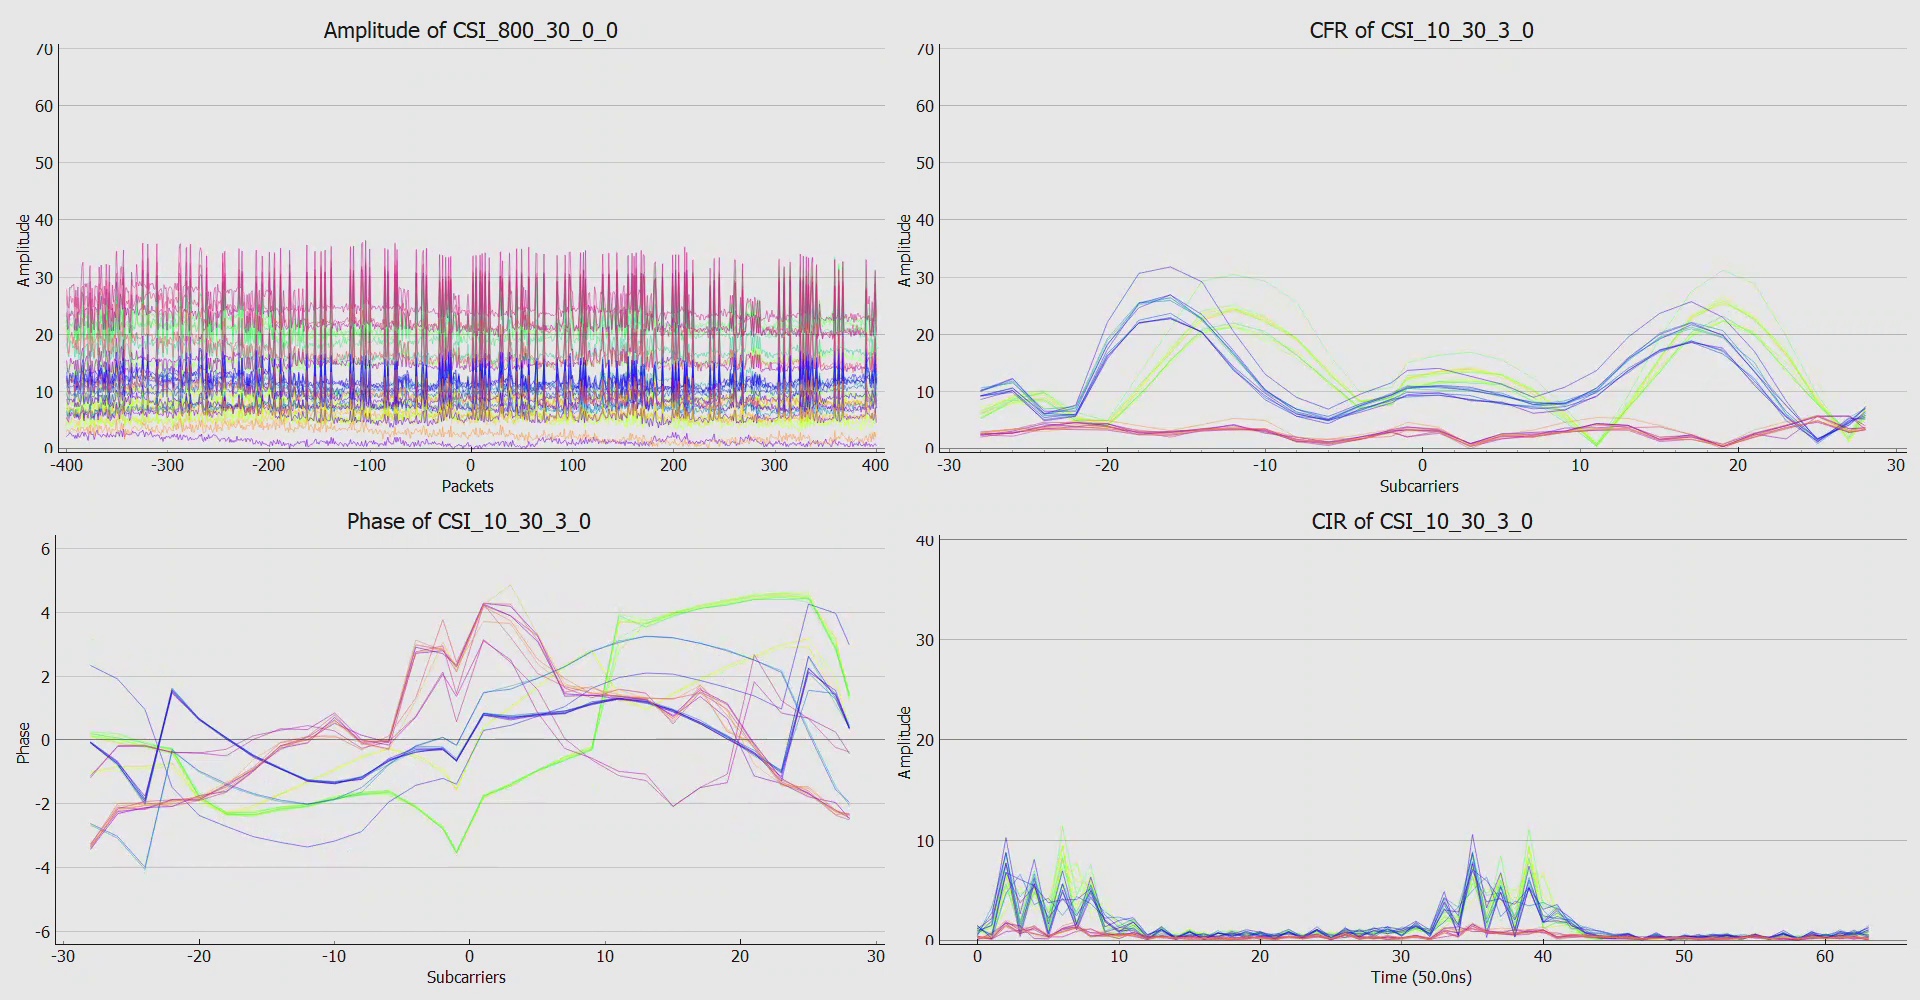 Amplitude of CSI_800_30_0_0
70
60
50
40
30
20
10
0
Amplitude
-400 -300 -200 -100 0 100 200 300 400
Packets
CFR of CSI_10_30_3_0
70
60
50
40
30
20
10
0
Amplitude
-30 -20 -10 0 10 20 30
Subcarriers
Phase of CSI_10_30_3_0
6
4
2
0
-2
-4
-6
Phase
-30 -20 -10 0 10 20 30
Subcarriers
CIR of CSI_10_30_3_0
40
30
20
10
0
Amplitude
0 10 20 30 40 50 60
Time (50.0ns)